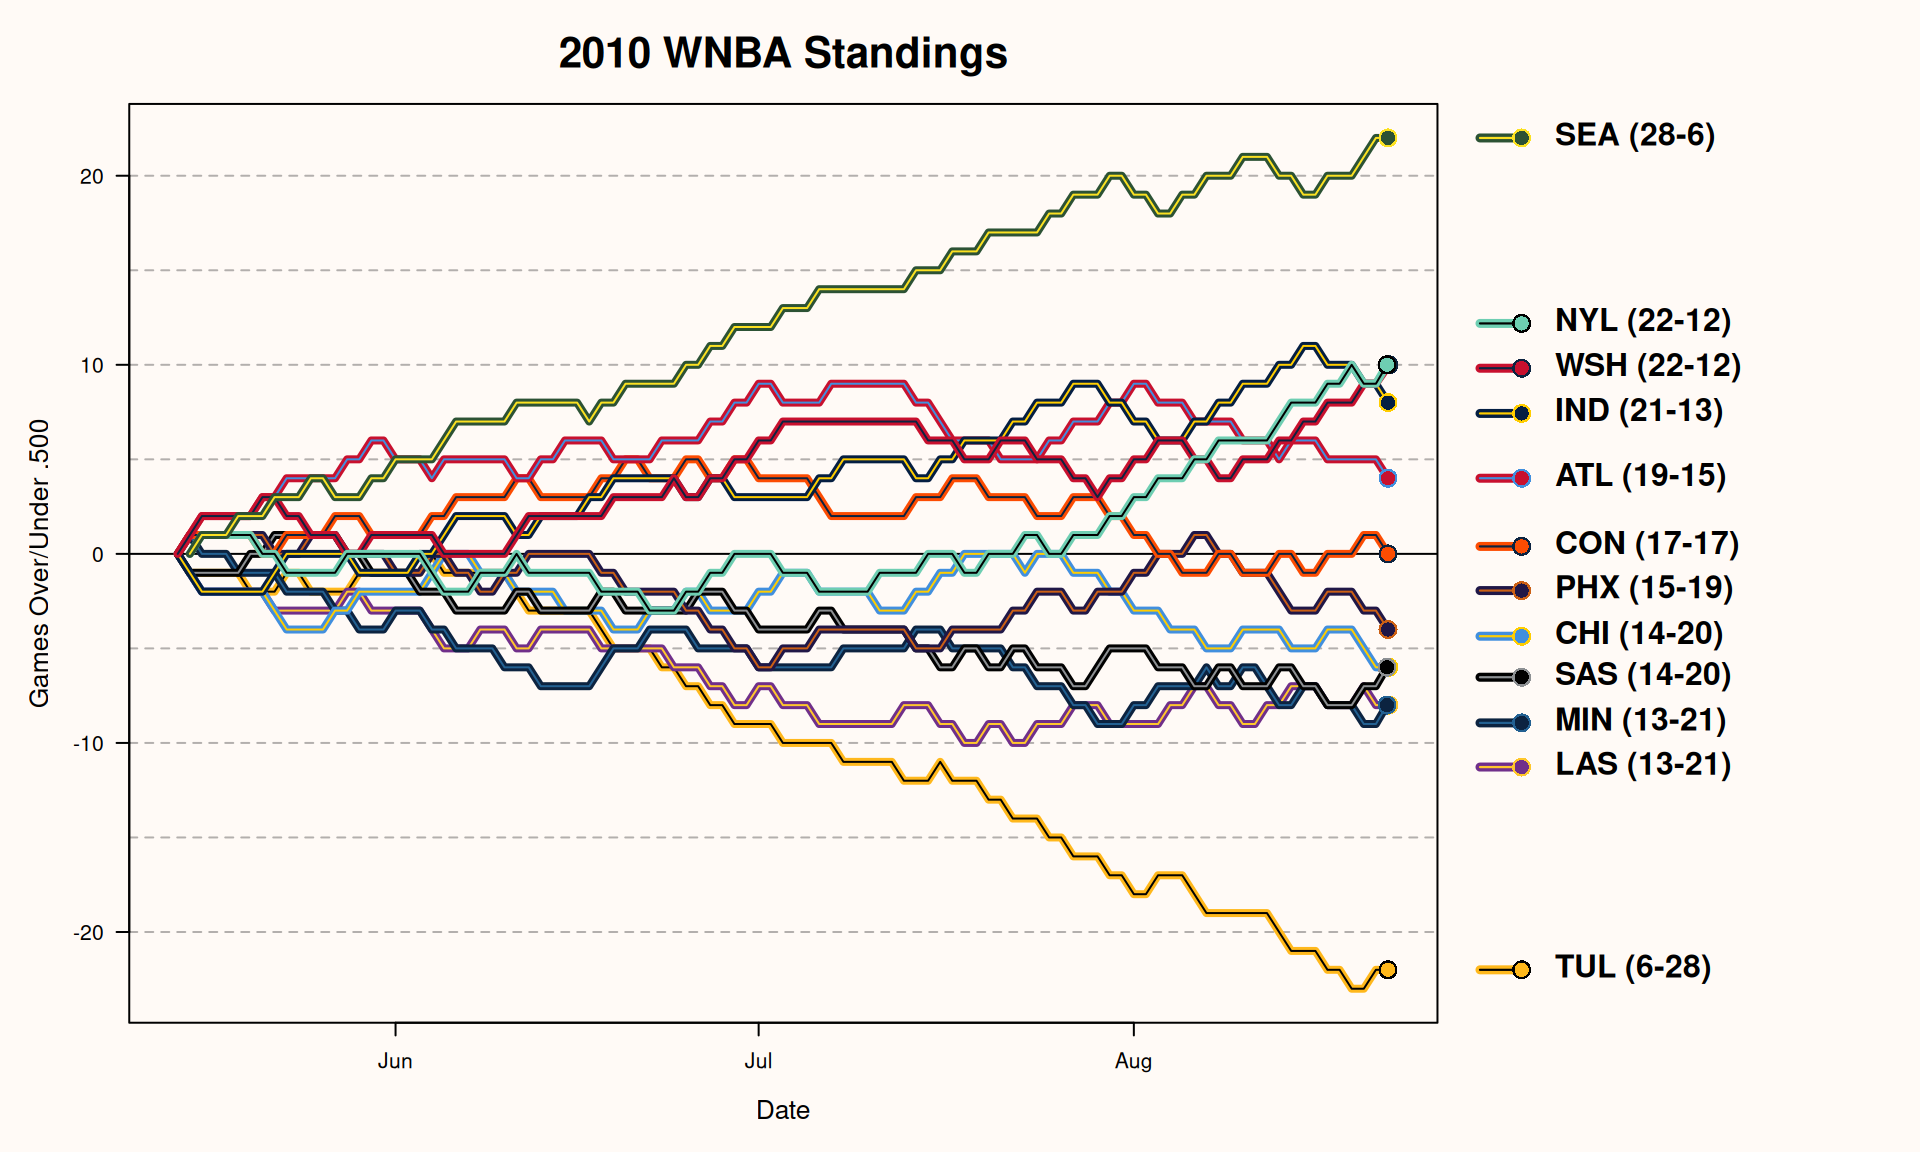 2010 WNBA Standings
Games Over/Under .500
20
10
0
-10
-20
Jun
Jul
Aug
Date
SEA (28-6)
NYL (22-12)
WSH (22-12)
IND (21-13)
ATL (19-15)
CON (17-17)
PHX (15-19)
CHI (14-20)
SAS (14-20)
MIN (13-21)
LAS (13-21)
TUL (6-28)